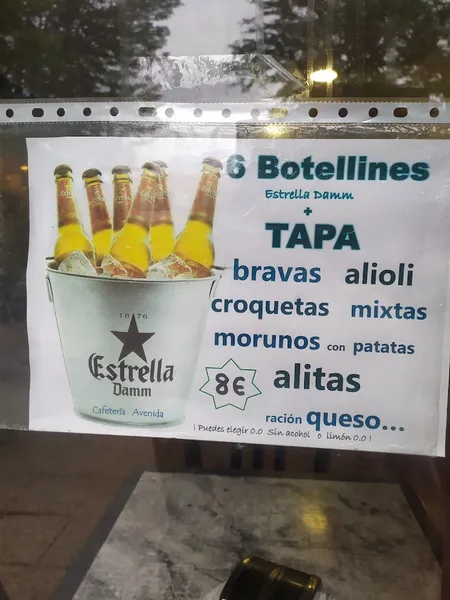 6 Botellines
Estrella Damm
+
TAPA
bravas alioli
croquetas mixtas
morunos con patatas
8€ alitas
ración queso...
¡Puedes elegir 0.0 Sin acohol o limón 0.0!
1876
Estrella
Damm
Cafetería Avenida